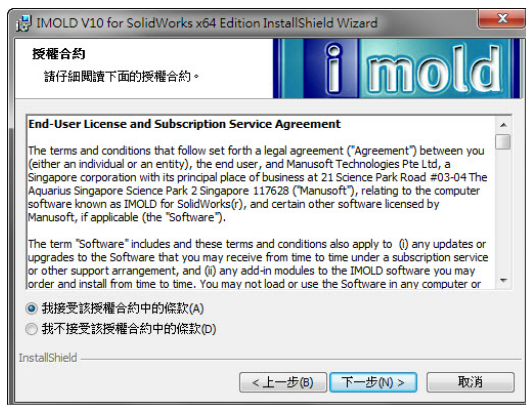 IMOLD V10 for SolidWorks x64 Edition InstallShield Wizard
授權合約
請仔細閱讀下面的授權合約。
imold
End-User License and Subscription Service Agreement
The terms and conditions that follow set forth a legal agreement ("Agreement") between you
(either an individual or an entity), the end user, and Manusoft Technologies Pte Ltd, a
Singapore corporation with its principal place of business at 21 Science Park Road #03-04 The
Aquarius Singapore Science Park 2 Singapore 117628 ("Manusoft"), relating to the computer
software known as IMOLD for SolidWorks(r), and certain other software licensed by
Manusoft, if applicable (the "Software").
The term "Software" includes and these terms and conditions also apply to (i) any updates or
upgrades to the Software that you may receive from time to time under a subscription service
or other support arrangement, and (ii) any add-in modules to the IMOLD software you may
order and install from time to time. You may not load or use the Software in any computer or
我接受該授權合約中的條款(A)
我不接受該授權合約中的條款(D)
InstallShield
<上一步(B) 下一步(N) > 取消